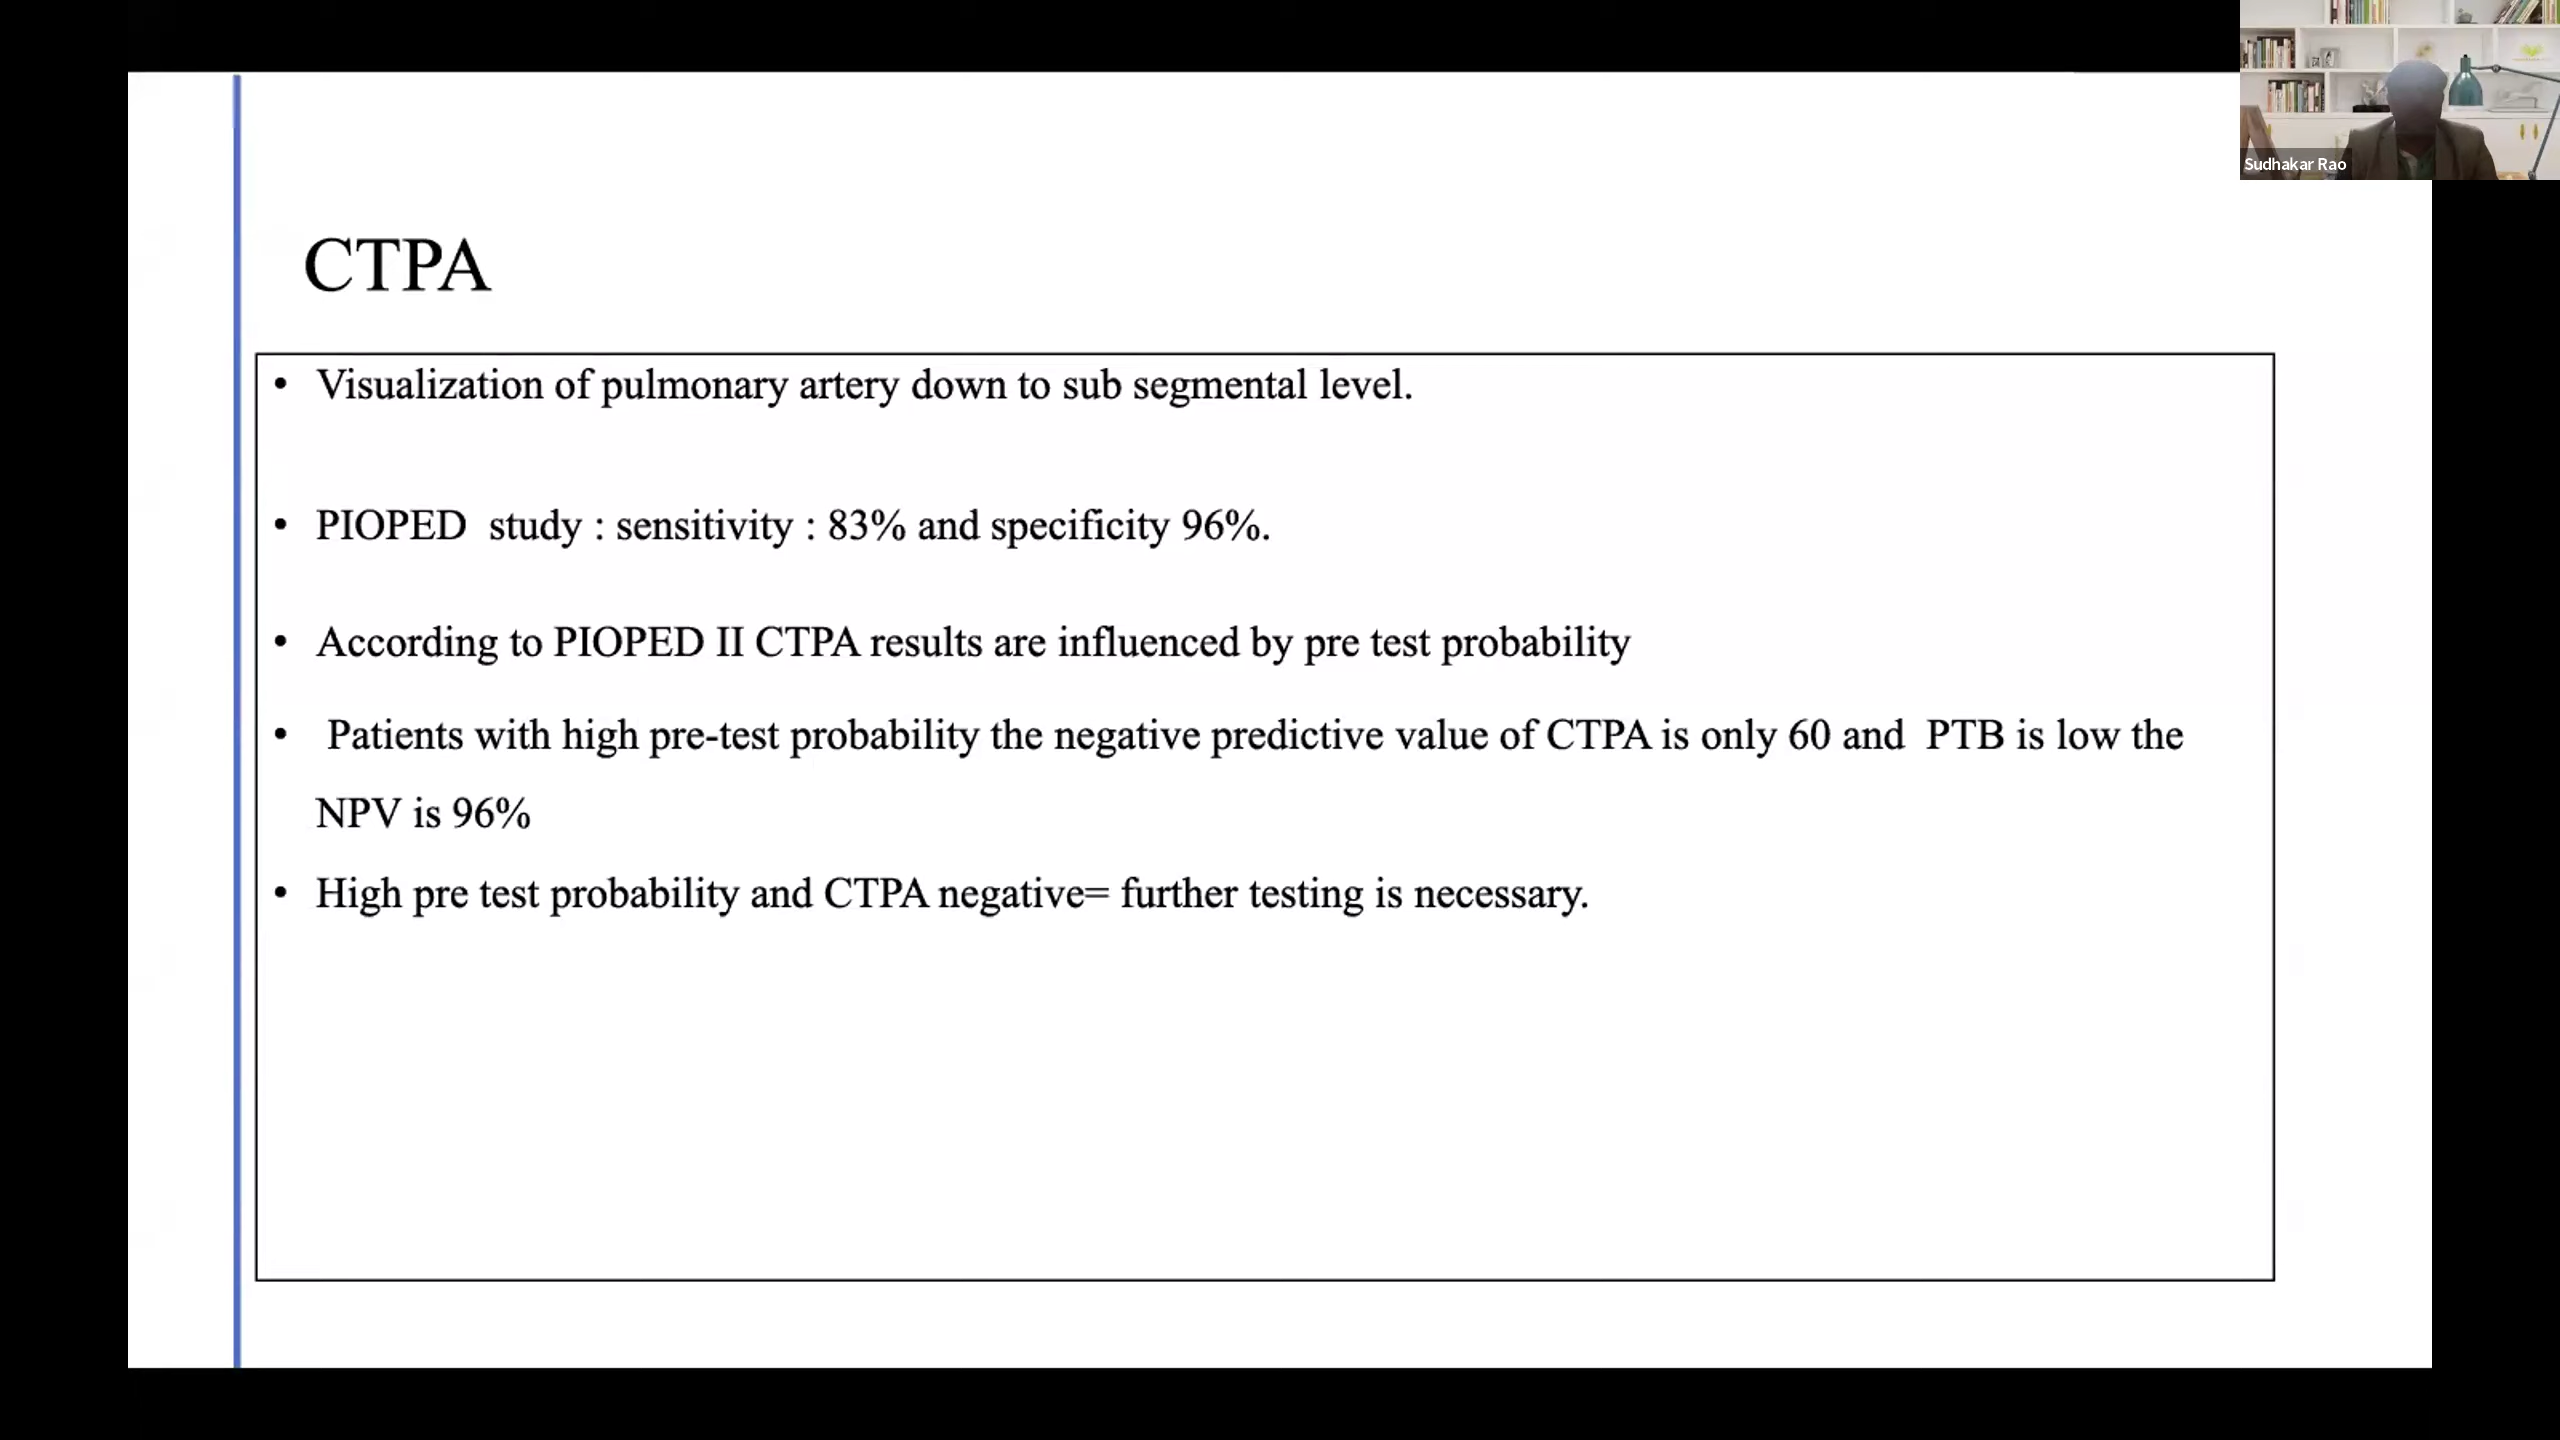 Sudhakar Rao
CTPA
• Visualization of pulmonary artery down to sub segmental level.
• PIOPED  study : sensitivity : 83% and specificity 96%.
• According to PIOPED II CTPA results are influenced by pre test probability
• Patients with high pre-test probability the negative predictive value of CTPA is only 60 and  PTB is low the
NPV is 96%
• High pre test probability and CTPA negative= further testing is necessary.